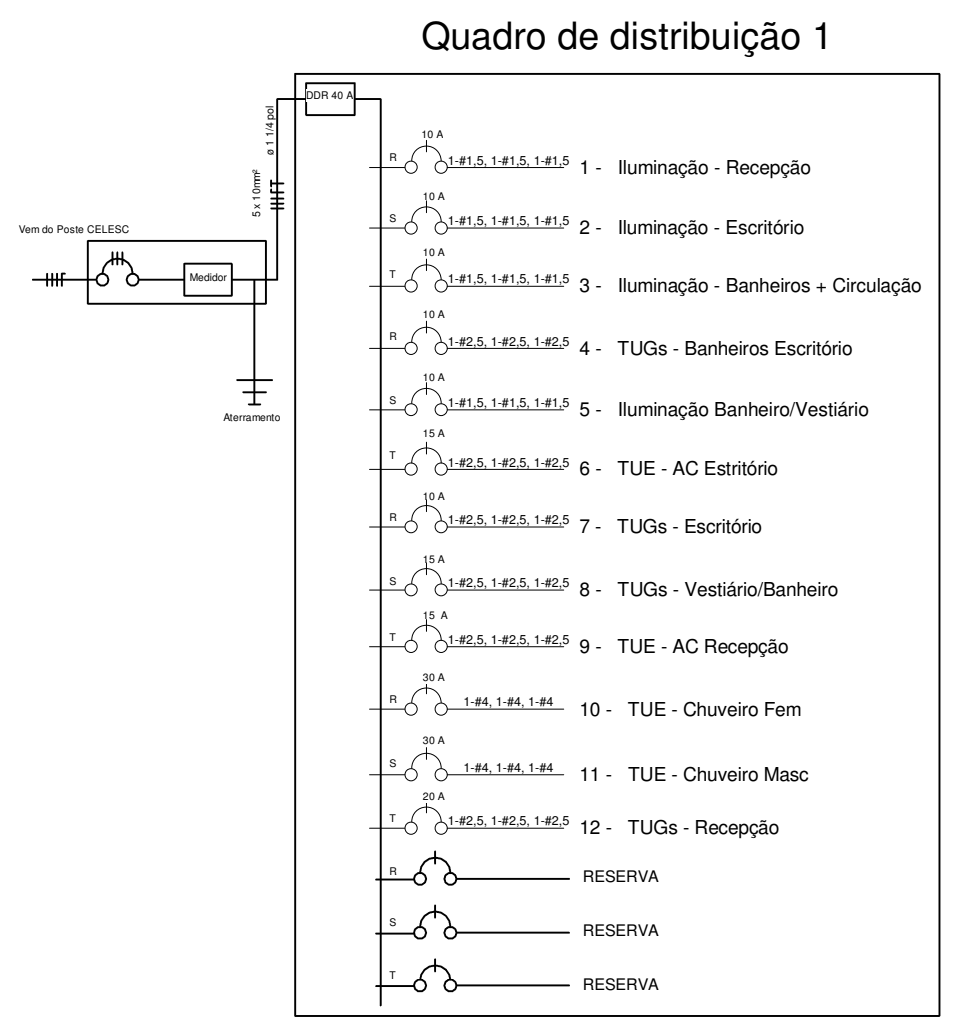 Quadro de distribuição 1
DDR 40 A
ø 1 1/4 pol
5 x 10mm²
Vem do Poste CELESC
Medidor
Aterramento
10 A
R 1-#1,5, 1-#1,5, 1-#1,5 1 - Iluminação - Recepção
10 A
S 1-#1,5, 1-#1,5, 1-#1,5 2 - Iluminação - Escritório
10 A
T 1-#1,5, 1-#1,5, 1-#1,5 3 - Iluminação - Banheiros + Circulação
10 A
R 1-#2,5, 1-#2,5, 1-#2,5 4 - TUGs - Banheiros Escritório
10 A
S 1-#1,5, 1-#1,5, 1-#1,5 5 - Iluminação Banheiro/Vestiário
15 A
T 1-#2,5, 1-#2,5, 1-#2,5 6 - TUE - AC Estritório
10 A
R 1-#2,5, 1-#2,5, 1-#2,5 7 - TUGs - Escritório
15 A
S 1-#2,5, 1-#2,5, 1-#2,5 8 - TUGs - Vestiário/Banheiro
15 A
T 1-#2,5, 1-#2,5, 1-#2,5 9 - TUE - AC Recepção
30 A
R 1-#4, 1-#4, 1-#4 10 - TUE - Chuveiro Fem
30 A
S 1-#4, 1-#4, 1-#4 11 - TUE - Chuveiro Masc
20 A
T 1-#2,5, 1-#2,5, 1-#2,5 12 - TUGs - Recepção
R RESERVA
S RESERVA
T RESERVA